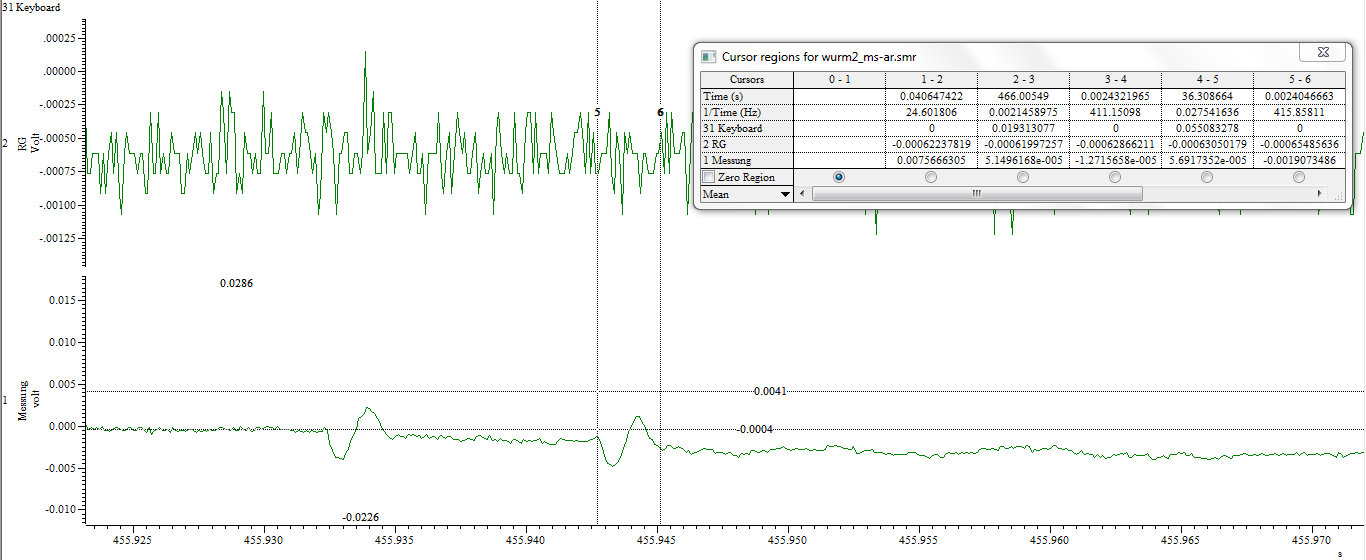 31 Keyboard
.00025
.00000
-.00025
-.00050
-.00075
-.00100
-.00125
2
RG
Volt
5
6
Cursor regions for wurm2_ms-ar.smr
Cursors 0 - 1 1 - 2 2 - 3 3 - 4 4 - 5 5 - 6
Time (s) 0.040647422 466.00549 0.0024321965 36.308664 0.0024046663
1/Time (Hz) 24.601806 0.0021458975 411.15098 0.027541636 415.85811
31 Keyboard 0 0.019313077 0 0.055083278 0
2 RG -0.00062237819 -0.00061997257 -0.00062866211 -0.00063050179 -0.00065485636
1 Messung 0.0075666305 5.1496168e-005 -1.2715658e-005 5.6917352e-005 -0.0019073486
Zero Region
Mean
0.0286
0.015
0.010
0.005
0.000
-0.005
-0.010
1
Messung
volt
0.0041
-0.0004
-0.0226
455.925 455.930 455.935 455.940 455.945 455.950 455.955 455.960 455.965 455.970
s